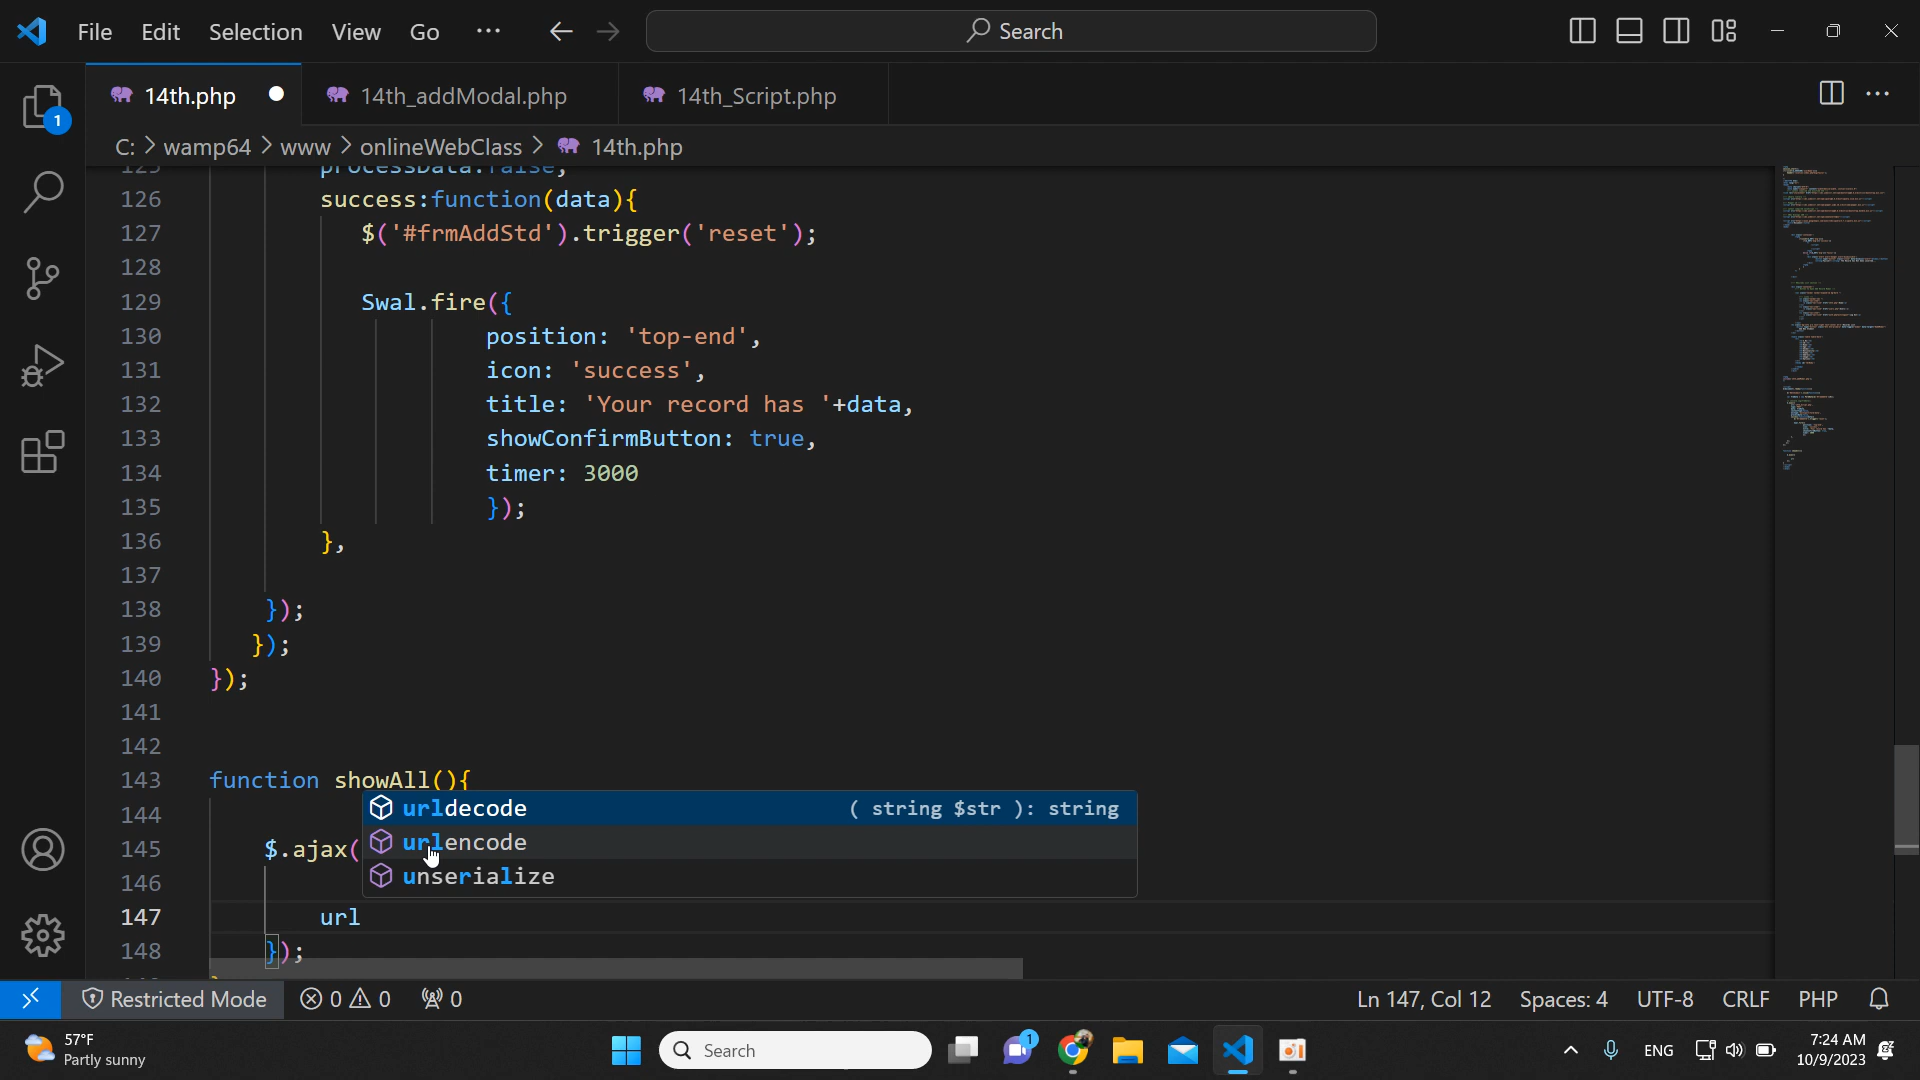 File Edit Selection View Go ··· Search
1 14th.php 14th_addModal.php 14th_Script.php
C: > wamp64 > www > onlineWebClass > 14th.php
125 processData:false,
126 success:function(data){
127 $('#frmAddStd').trigger('reset');
128
129 Swal.fire({
130 position: 'top-end',
131 icon: 'success',
132 title: 'Your record has '+data,
133 showConfirmButton: true,
134 timer: 3000
135 });
136 },
137
138 });
139 });
140 });
141
142
143 function showAll(){
144 urldecode ( string $str ): string
145 $.ajax( urlencode
146 unserialize
147 url
148 });
Restricted Mode 0 0 0 Ln 147, Col 12 Spaces: 4 UTF-8 CRLF PHP
57°F
Partly sunny
Search
1
ENG
7:24 AM
10/9/2023